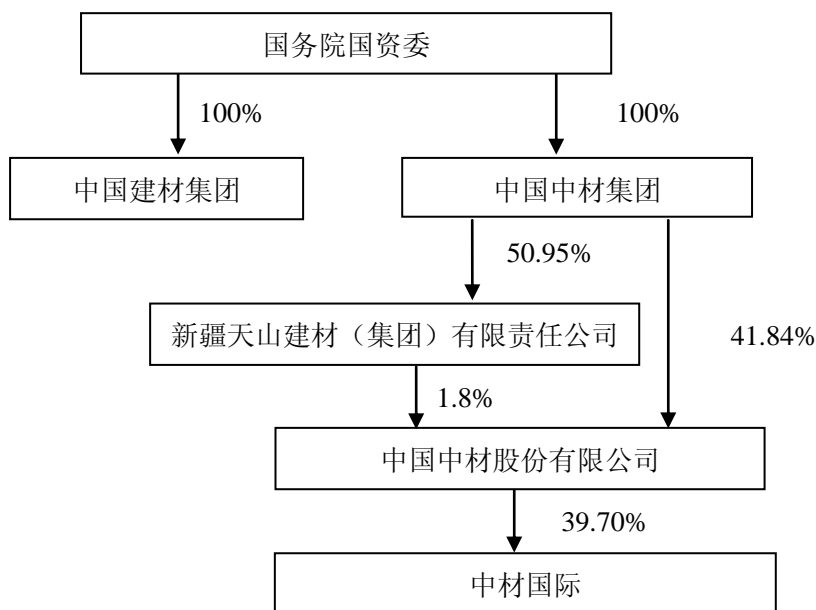 国务院国资委
100%
100%
中国建材集团
中国中材集团
50.95%
新疆天山建材（集团）有限责任公司
41.84%
1.8%
中国中材股份有限公司
39.70%
中材国际